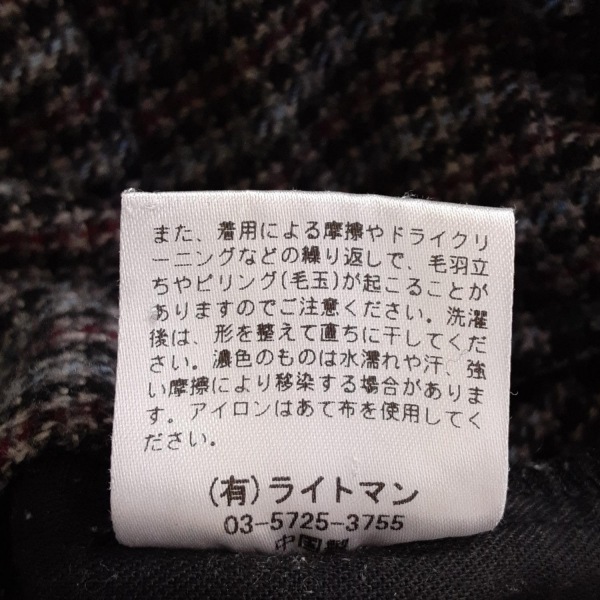 また、着用による摩擦やドライクリ
ーニングなどの繰り返しで、毛羽立
ちやピリング(毛玉)が起こることが
ありますのでご注意ください。洗濯
後は、形を整えて直ちに干してくだ
さい。濃色のものは水濡れや汗、強
い摩擦により移染する場合がありま
す。アイロンはあて布を使用してく
ださい。
(有)ライトマン
03-5725-3755
中国製